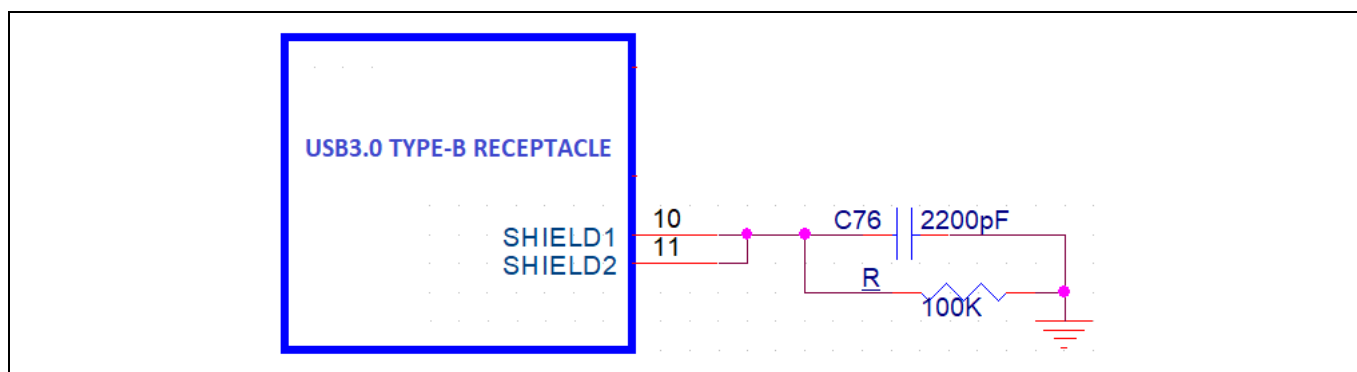 USB3.0 TYPE-B RECEPTACLE
SHIELD1 10
SHIELD2 11
C76 2200pF
R
100K